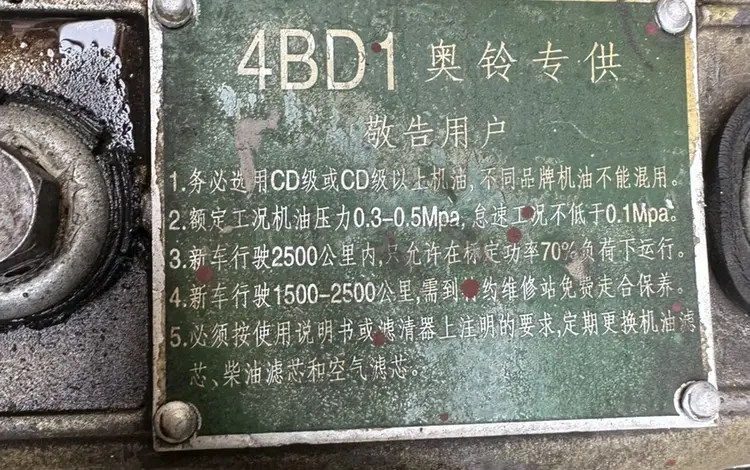 4BD1 奥铃专供
敬告用户
1.务必选用CD级或CD级以上机油,不同品牌机油不能混用。
2.额定工况机油压力0.3-0.5Mpa,怠速工况不低于0.1Mpa。
3.新车行驶2500公里内,只允许在标定功率70%负荷下运行。
4.新车行驶1500-2500公里,需到特约维修站免费走合保养。
5.必须按使用说明书或滤清器上注明的要求,定期更换机油滤
芯、柴油滤芯和空气滤芯。